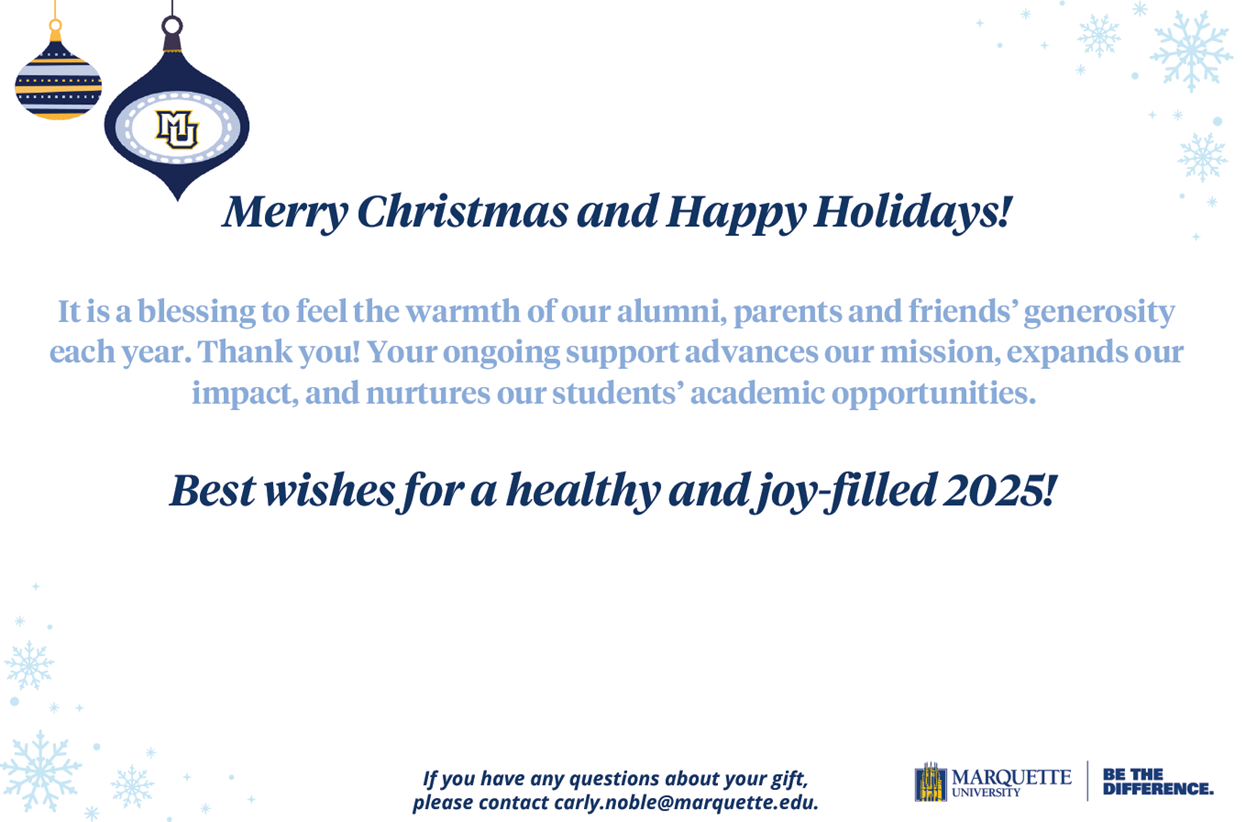 MU
Merry Christmas and Happy Holidays!
It is a blessing to feel the warmth of our alumni, parents and friends’ generosity
each year. Thank you! Your ongoing support advances our mission, expands our
impact, and nurtures our students’ academic opportunities.
Best wishes for a healthy and joy-filled 2025!
If you have any questions about your gift,
please contact carly.noble@marquette.edu.
MARQUETTE
UNIVERSITY
BE THE
DIFFERENCE.